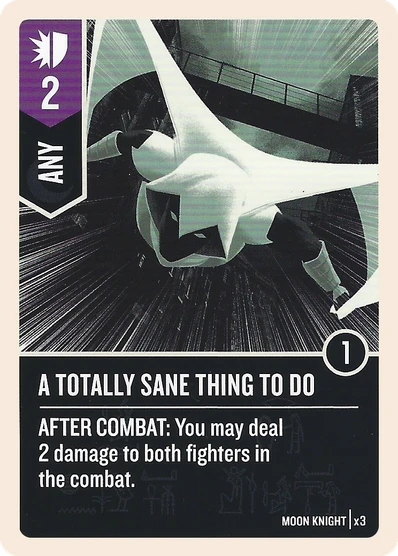 2
ANY
1
A TOTALLY SANE THING TO DO
AFTER COMBAT: You may deal
2 damage to both fighters in
the combat.
MOON KNIGHT x3